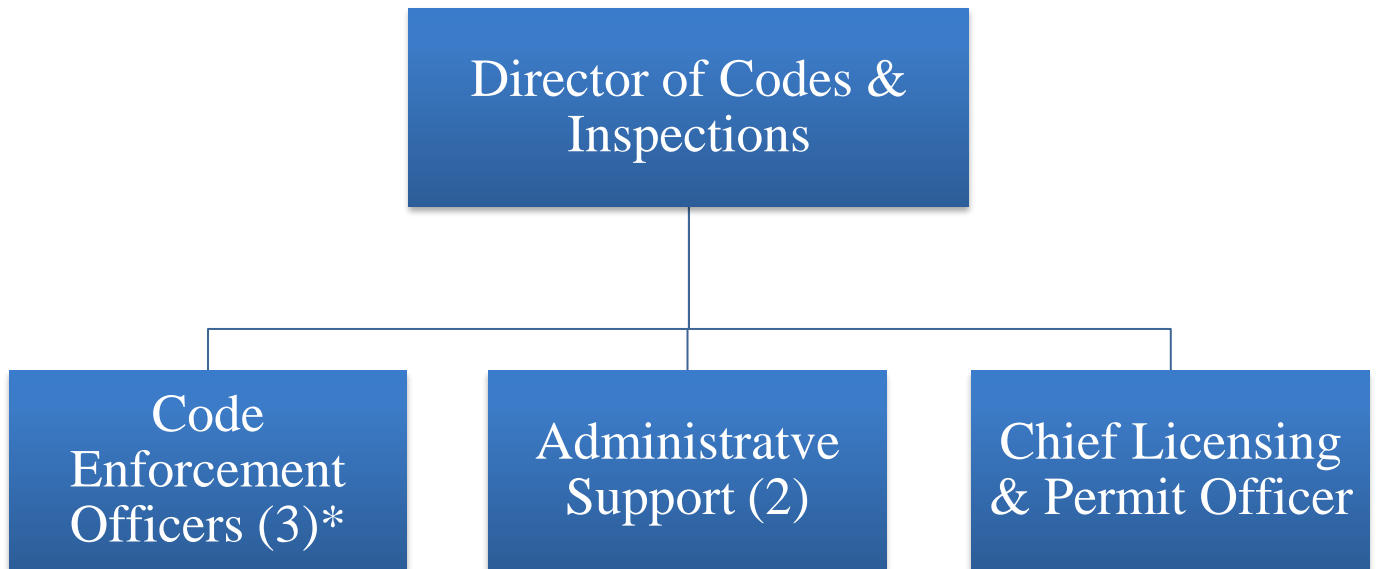 Director of Codes &
Inspections
Code
Enforcement
Officers (3)*
Administratve
Support (2)
Chief Licensing
& Permit Officer